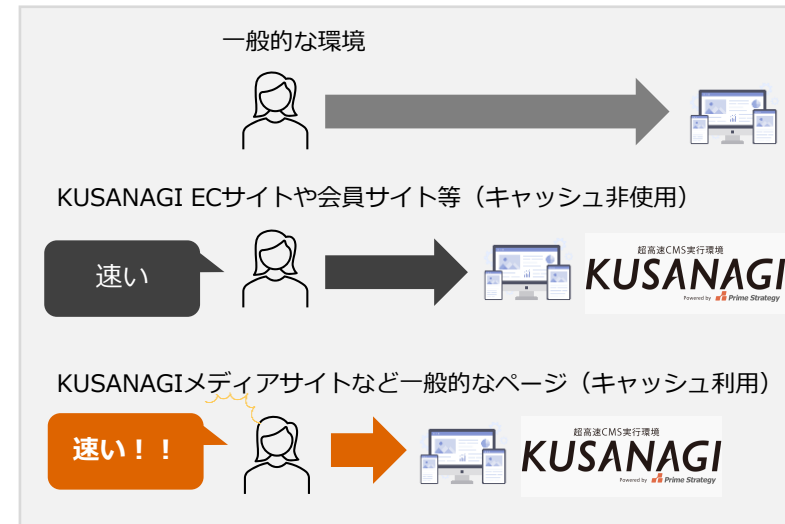 一般的な環境
KUSANAGI ECサイトや会員サイト等（キャッシュ非使用）
速い
超高速CMS実行環境
KUSANAGI
Powered by Prime Strategy
KUSANAGIメディアサイトなど一般的なページ（キャッシュ利用）
速い！！
超高速CMS実行環境
KUSANAGI
Powered by Prime Strategy